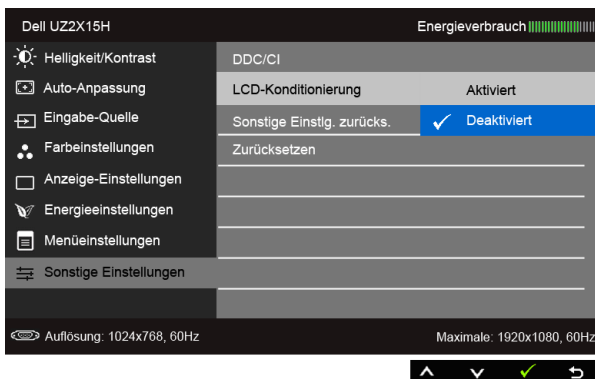 Dell UZ2X15H
Energieverbrauch
Helligkeit/Kontrast
Auto-Anpassung
Eingabe-Quelle
Farbeinstellungen
Anzeige-Einstellungen
Energieeinstellungen
Menüeinstellungen
Sonstige Einstellungen
DDC/CI
LCD-Konditionierung
Aktiviert
Sonstige Einstlg. zurücks.
Deaktiviert
Zurücksetzen
Auflösung: 1024x768, 60Hz
Maximale: 1920x1080, 60Hz